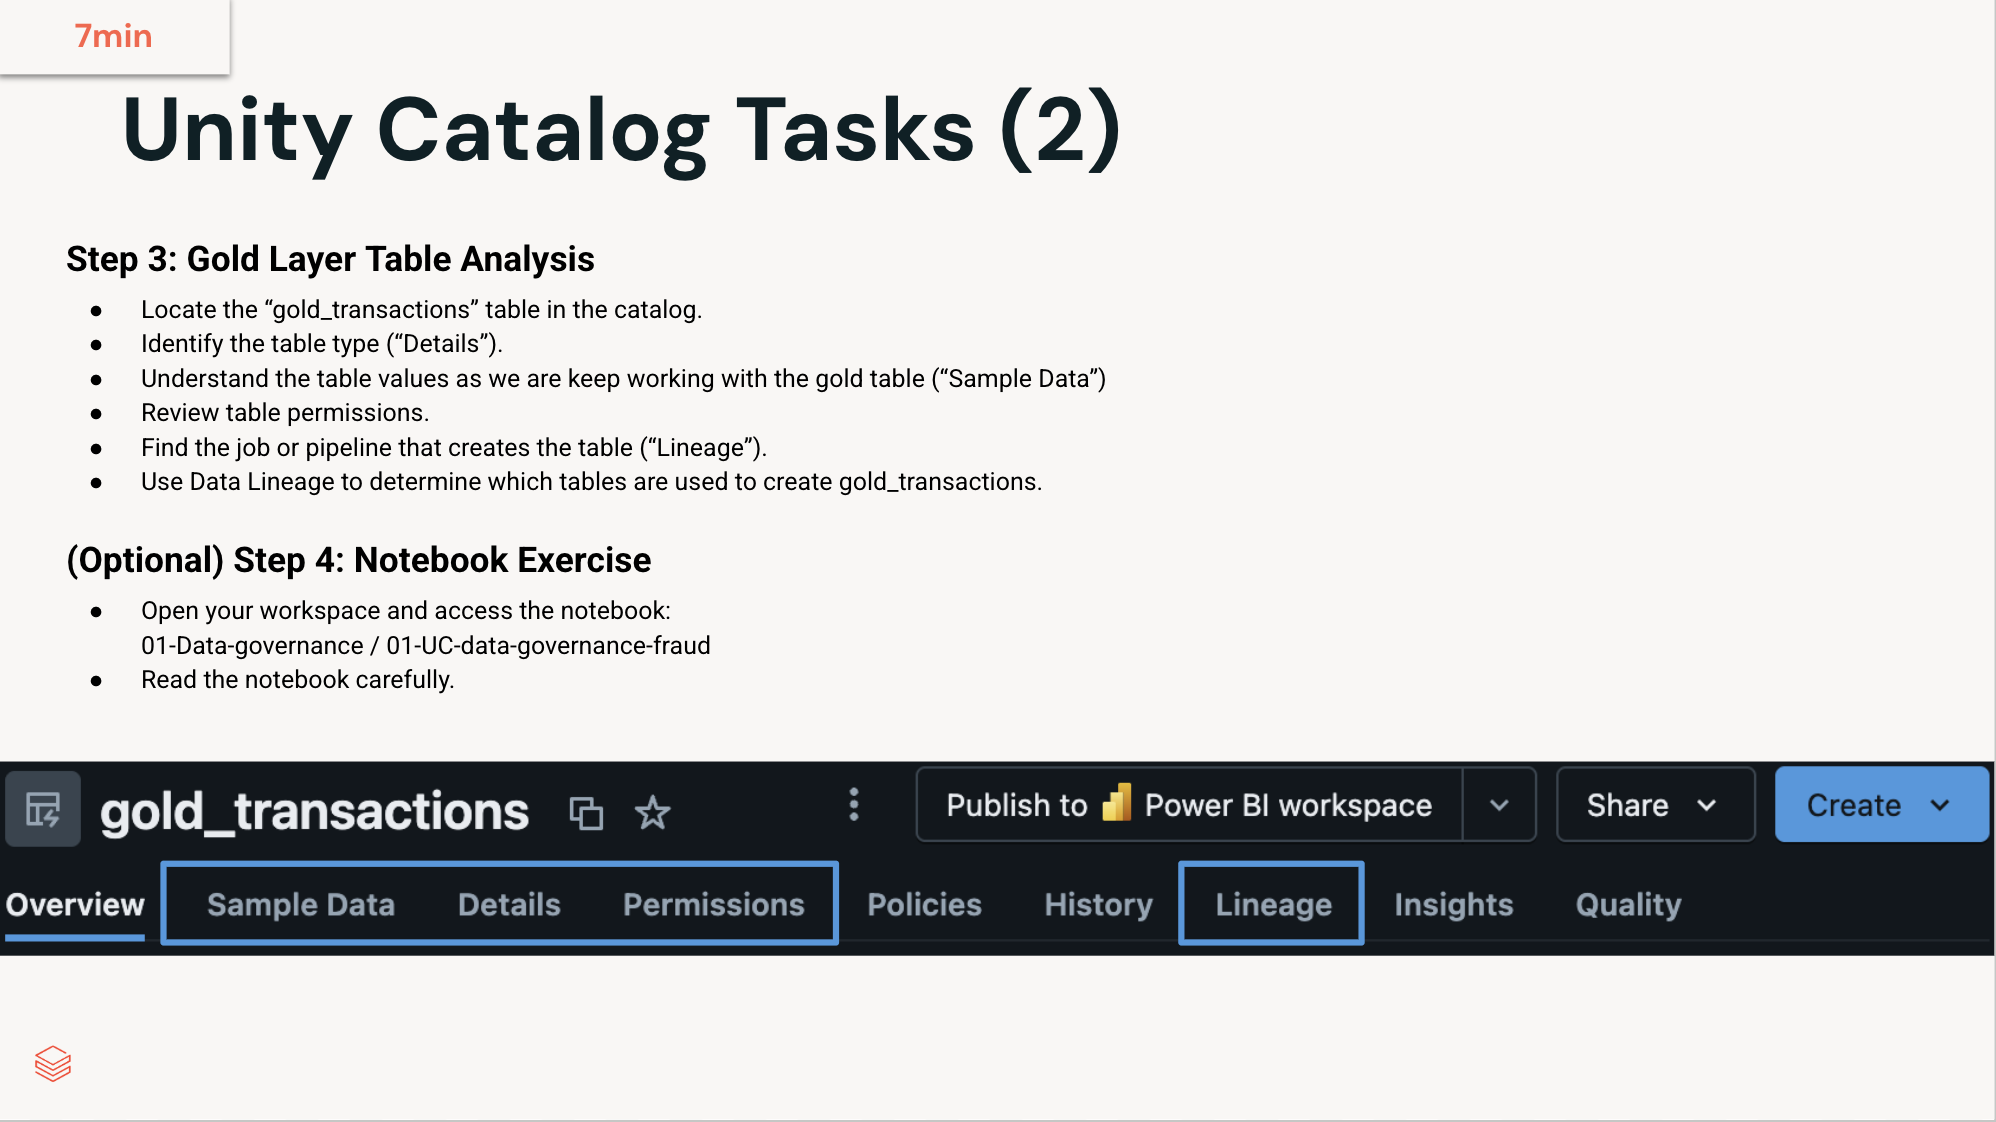 7min
Unity Catalog Tasks (2)
Step 3: Gold Layer Table Analysis
● Locate the “gold_transactions” table in the catalog.
● Identify the table type (“Details”).
● Understand the table values as we are keep working with the gold table (“Sample Data”)
● Review table permissions.
● Find the job or pipeline that creates the table (“Lineage”).
● Use Data Lineage to determine which tables are used to create gold_transactions.
(Optional) Step 4: Notebook Exercise
● Open your workspace and access the notebook:
01-Data-governance / 01-UC-data-governance-fraud
● Read the notebook carefully.
gold_transactions Publish to Power BI workspace Share Create
Overview Sample Data Details Permissions Policies History Lineage Insights Quality